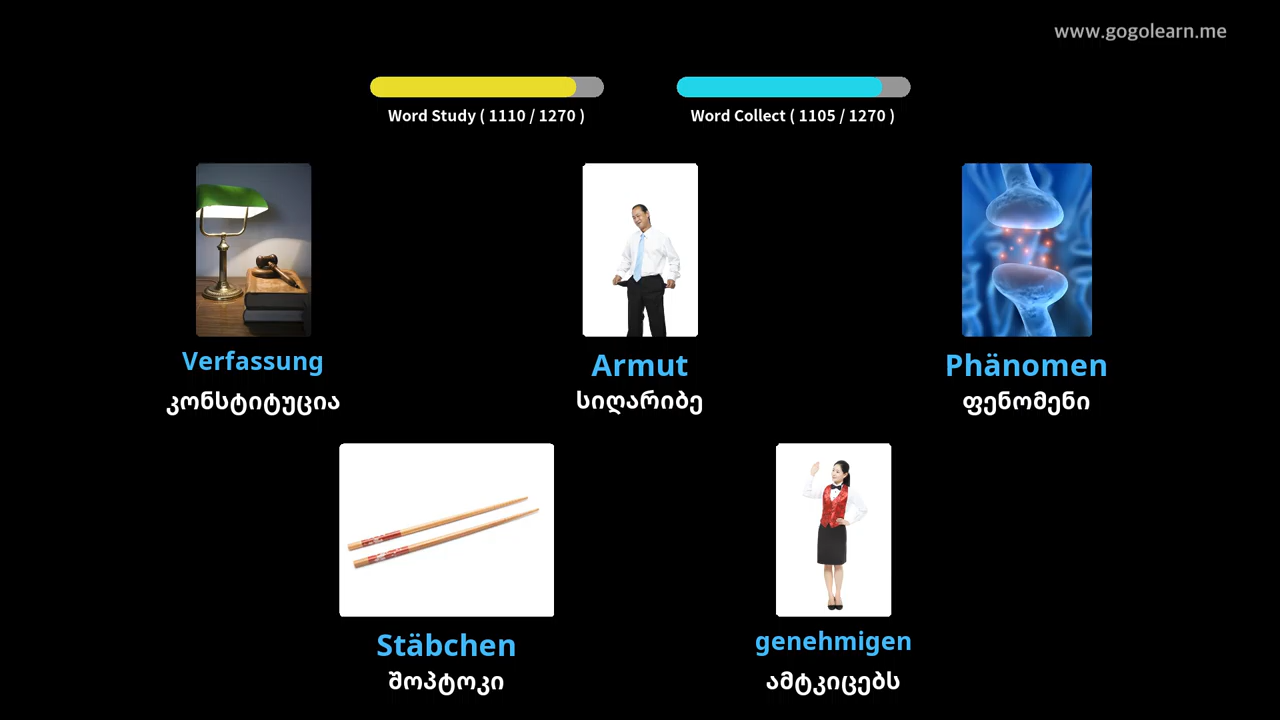 www.gogolearn.me
Word Study ( 1110 / 1270 )
Word Collect ( 1105 / 1270 )
Verfassung
კონსტიტუცია
Armut
სიღარიბე
Phänomen
ფენომენი
Stäbchen
შოპტოკი
genehmigen
ამტკიცებს